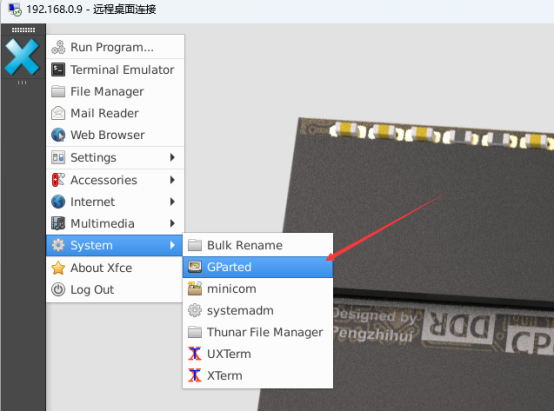 192.168.0.9 - 远程桌面连接
Run Program...
Terminal Emulator
File Manager
Mail Reader
Web Browser
Settings
Accessories
Internet
Multimedia
System
About Xfce
Log Out
Bulk Rename
GParted
minicom
systemadm
Thunar File Manager
UXTerm
XTerm
Designed by
Pengzhihui
DDR
CP